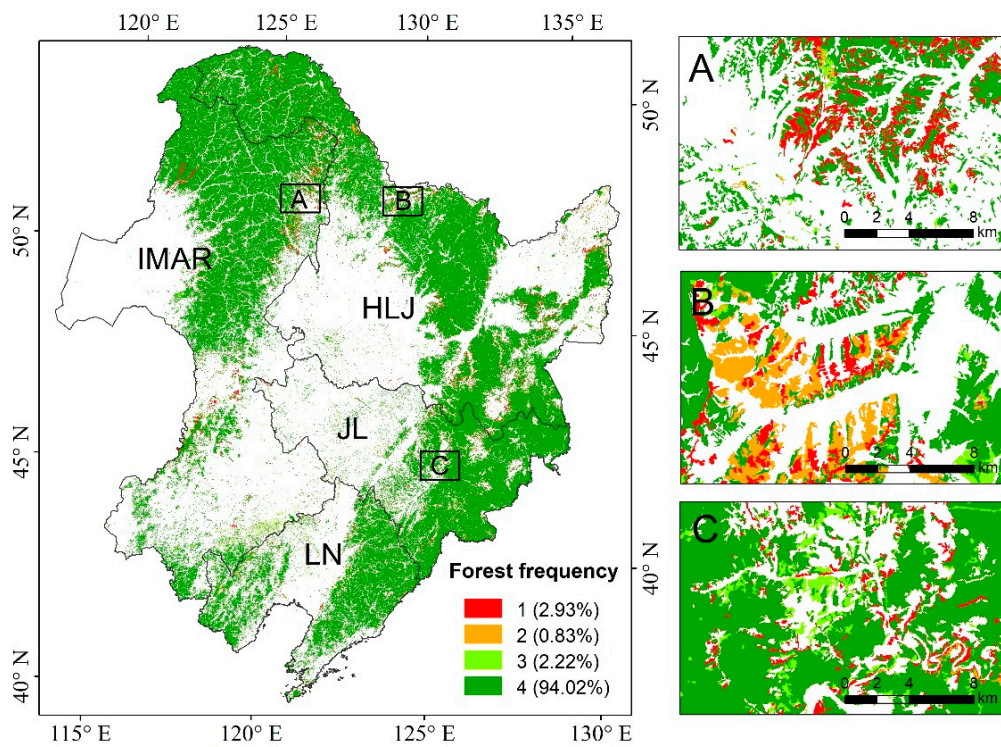 120° E 125° E 130° E 135° E
50° N
45° N
40° N
50° N
45° N
40° N
115° E 120° E 125° E 130° E
IMAR
HLJ
JL
LN
A
B
C
Forest frequency
1 (2.93%)
2 (0.83%)
3 (2.22%)
4 (94.02%)
A
0 2 4 8
km
B
0 2 4 8
km
C
0 2 4 8
km